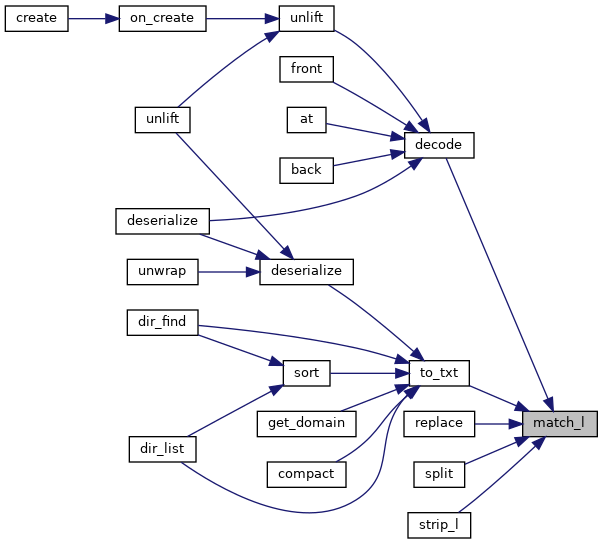 create
on_create
unlift
front
unlift
at
decode
back
deserialize
unwrap
deserialize
dir_find
sort
to_txt
get_domain
replace
match_l
dir_list
compact
split
strip_l